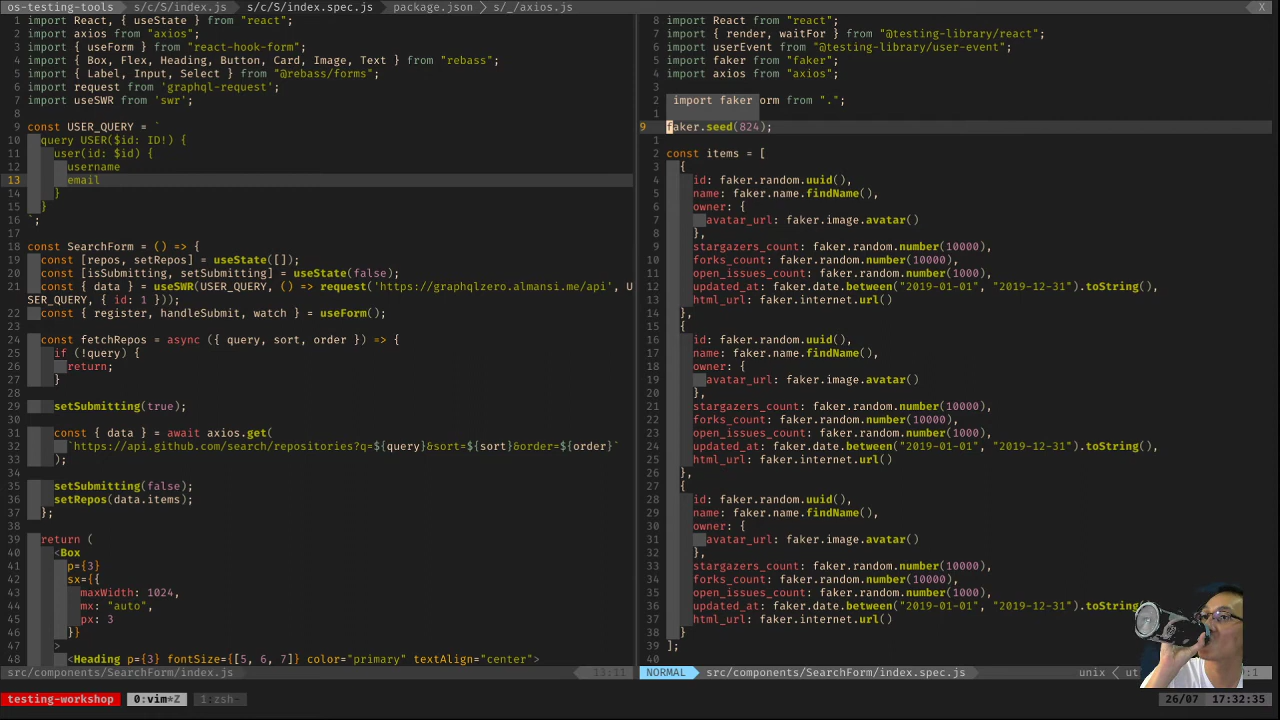 os-testing-tools s/c/S/index.js s/c/S/index.spec.js package.json s/_/axios.js X
1 import React, { useState } from "react";
2 import axios from "axios";
3 import { useForm } from "react-hook-form";
4 import { Box, Flex, Heading, Button, Card, Image, Text } from "rebass";
5 import { Label, Input, Select } from "@rebass/forms";
6 import request from 'graphql-request';
7 import useSWR from 'swr';
8
9 const USER_QUERY = `
10 query USER($id: ID!) {
11 user(id: $id) {
12 username
13 email
14 }
15 }
16 `;
17
18 const SearchForm = () => {
19 const [repos, setRepos] = useState([]);
20 const [isSubmitting, setSubmitting] = useState(false);
21 const { data } = useSWR(USER_QUERY, () => request('https://graphqlzero.almansi.me/api', U
SER_QUERY, { id: 1 }));
22 const { register, handleSubmit, watch } = useForm();
23
24 const fetchRepos = async ({ query, sort, order }) => {
25 if (!query) {
26 return;
27 }
28
29 setSubmitting(true);
30
31 const { data } = await axios.get(
32 `https://api.github.com/search/repositories?q=${query}&sort=${sort}&order=${order}`
33 );
34
35 setSubmitting(false);
36 setRepos(data.items);
37 };
38
39 return (
40 <Box
41 p={3}
42 sx={{
43 maxWidth: 1024,
44 mx: "auto",
45 px: 3
46 }}
47 >
48 <Heading p={3} fontSize={[5, 6, 7]} color="primary" textAlign="center">
src/components/SearchForm/index.js 13:11
8 import React from "react";
7 import { render, waitFor } from "@testing-library/react";
6 import userEvent from "@testing-library/user-event";
5 import faker from "faker";
4 import axios from "axios";
3
2 import faker orm from ".";
1
9 faker.seed(824);
1
2 const items = [
3 {
4 id: faker.random.uuid(),
5 name: faker.name.findName(),
6 owner: {
7 avatar_url: faker.image.avatar()
8 },
9 stargazers_count: faker.random.number(10000),
10 forks_count: faker.random.number(10000),
11 open_issues_count: faker.random.number(1000),
12 updated_at: faker.date.between("2019-01-01", "2019-12-31").toString(),
13 html_url: faker.internet.url()
14 },
15 {
16 id: faker.random.uuid(),
17 name: faker.name.findName(),
18 owner: {
19 avatar_url: faker.image.avatar()
20 },
21 stargazers_count: faker.random.number(10000),
22 forks_count: faker.random.number(10000),
23 open_issues_count: faker.random.number(1000),
24 updated_at: faker.date.between("2019-01-01", "2019-12-31").toString(),
25 html_url: faker.internet.url()
26 },
27 {
28 id: faker.random.uuid(),
29 name: faker.name.findName(),
30 owner: {
31 avatar_url: faker.image.avatar()
32 },
33 stargazers_count: faker.random.number(10000),
34 forks_count: faker.random.number(10000),
35 open_issues_count: faker.random.number(1000),
36 updated_at: faker.date.between("2019-01-01", "2019-12-31").toString(
37 html_url: faker.internet.url()
38 }
39 ];
40
NORMAL src/components/SearchForm/index.spec.js unix ut :1
testing-workshop 0:vim*Z 1:zsh- 26/07 17:32:35